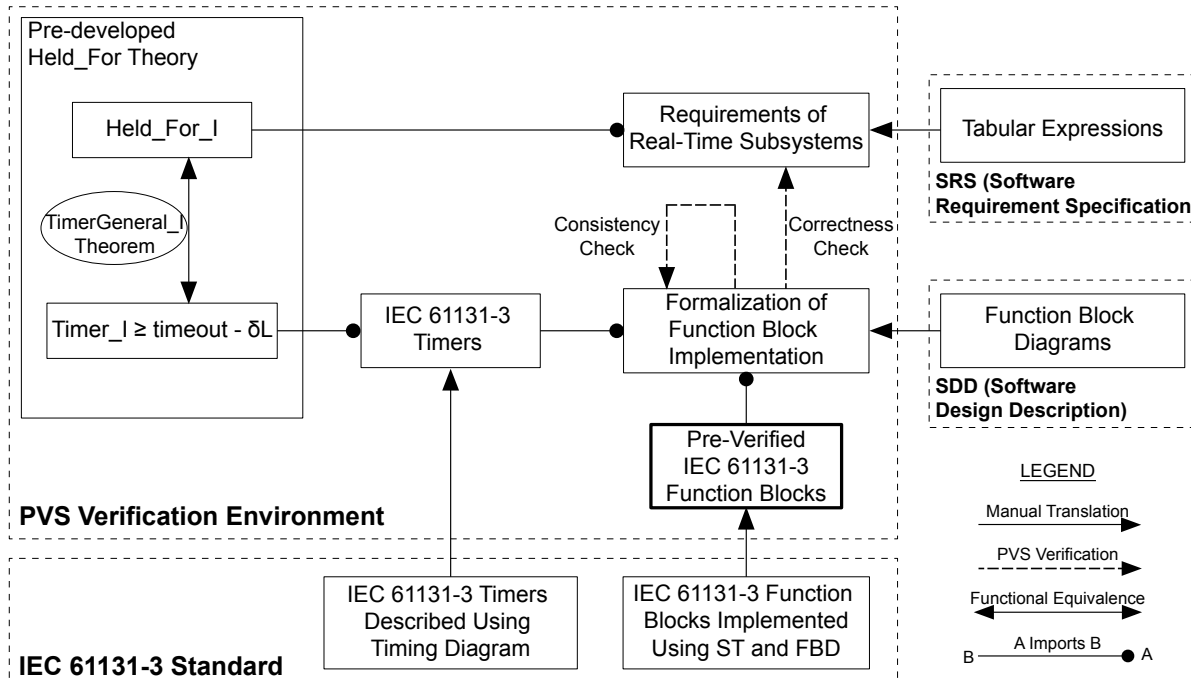 Pre-developed
Held_For Theory
Held_For_I
TimerGeneral_I
Theorem
Timer_I ≥ timeout - δL
IEC 61131-3
Timers
Requirements of
Real-Time Subsystems
Consistency
Check
Correctness
Check
Formalization of
Function Block
Implementation
Pre-Verified
IEC 61131-3
Function Blocks
PVS Verification Environment
Tabular Expressions
SRS (Software
Requirement Specification
Function Block
Diagrams
SDD (Software
Design Description)
IEC 61131-3 Timers
Described Using
Timing Diagram
IEC 61131-3 Function
Blocks Implemented
Using ST and FBD
IEC 61131-3 Standard
LEGEND
Manual Translation
PVS Verification
Functional Equivalence
A Imports B
B
A